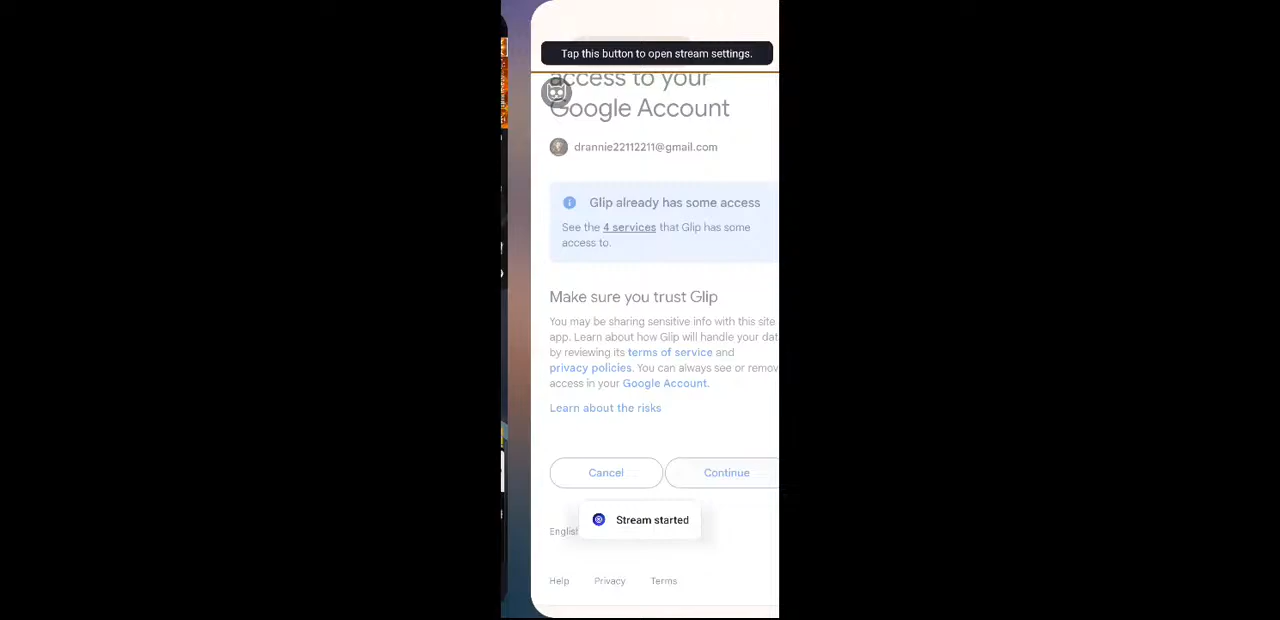 Tap this button to open stream settings.
access to your
Google Account
drannie22112211@gmail.com
Glip already has some access
See the 4 services that Glip has some
access to.
Make sure you trust Glip
You may be sharing sensitive info with this site
app. Learn about how Glip will handle your dat
by reviewing its terms of service and
privacy policies. You can always see or remov
access in your Google Account.
Learn about the risks
Cancel
Continue
Stream started
English
Help
Privacy
Terms